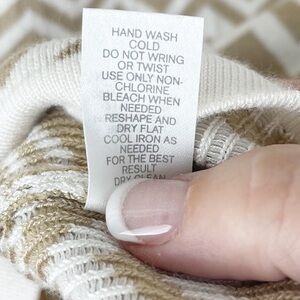 HAND WASH
COLD
DO NOT WRING
OR TWIST
USE ONLY NON-
CHLORINE
BLEACH WHEN
NEEDED
RESHAPE AND
DRY FLAT
COOL IRON AS
NEEDED
FOR THE BEST
RESULT
DRY CLEAN